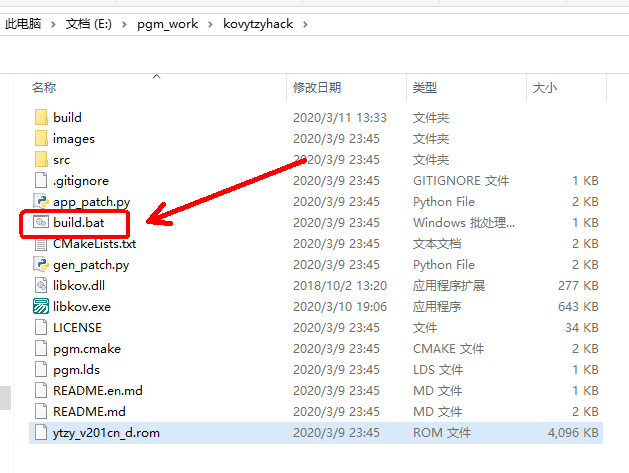 此电脑 > 文档 (E:) > pgm_work > kovytzyhack >
名称 修改日期 类型 大小
build 2020/3/11 13:33 文件夹
images 2020/3/9 23:45 文件夹
src 2020/3/9 23:45 文件夹
.gitignore 2020/3/9 23:45 GITIGNORE 文件 1 KB
app_patch.py 2020/3/9 23:45 Python File 2 KB
build.bat 2020/3/9 23:45 Windows 批处理... 1 KB
CMakeLists.txt 2020/3/9 23:45 文本文档 2 KB
gen_patch.py 2020/3/9 23:45 Python File 2 KB
libkov.dll 2018/10/2 13:20 应用程序扩展 277 KB
libkov.exe 2020/3/10 19:06 应用程序 643 KB
LICENSE 2020/3/9 23:45 文件 34 KB
pgm.cmake 2020/3/9 23:45 CMAKE 文件 2 KB
pgm.lds 2020/3/9 23:45 LDS 文件 1 KB
README.en.md 2020/3/9 23:45 MD 文件 1 KB
README.md 2020/3/9 23:45 MD 文件 2 KB
ytzy_v201cn_d.rom 2020/3/9 23:45 ROM 文件 4,096 KB